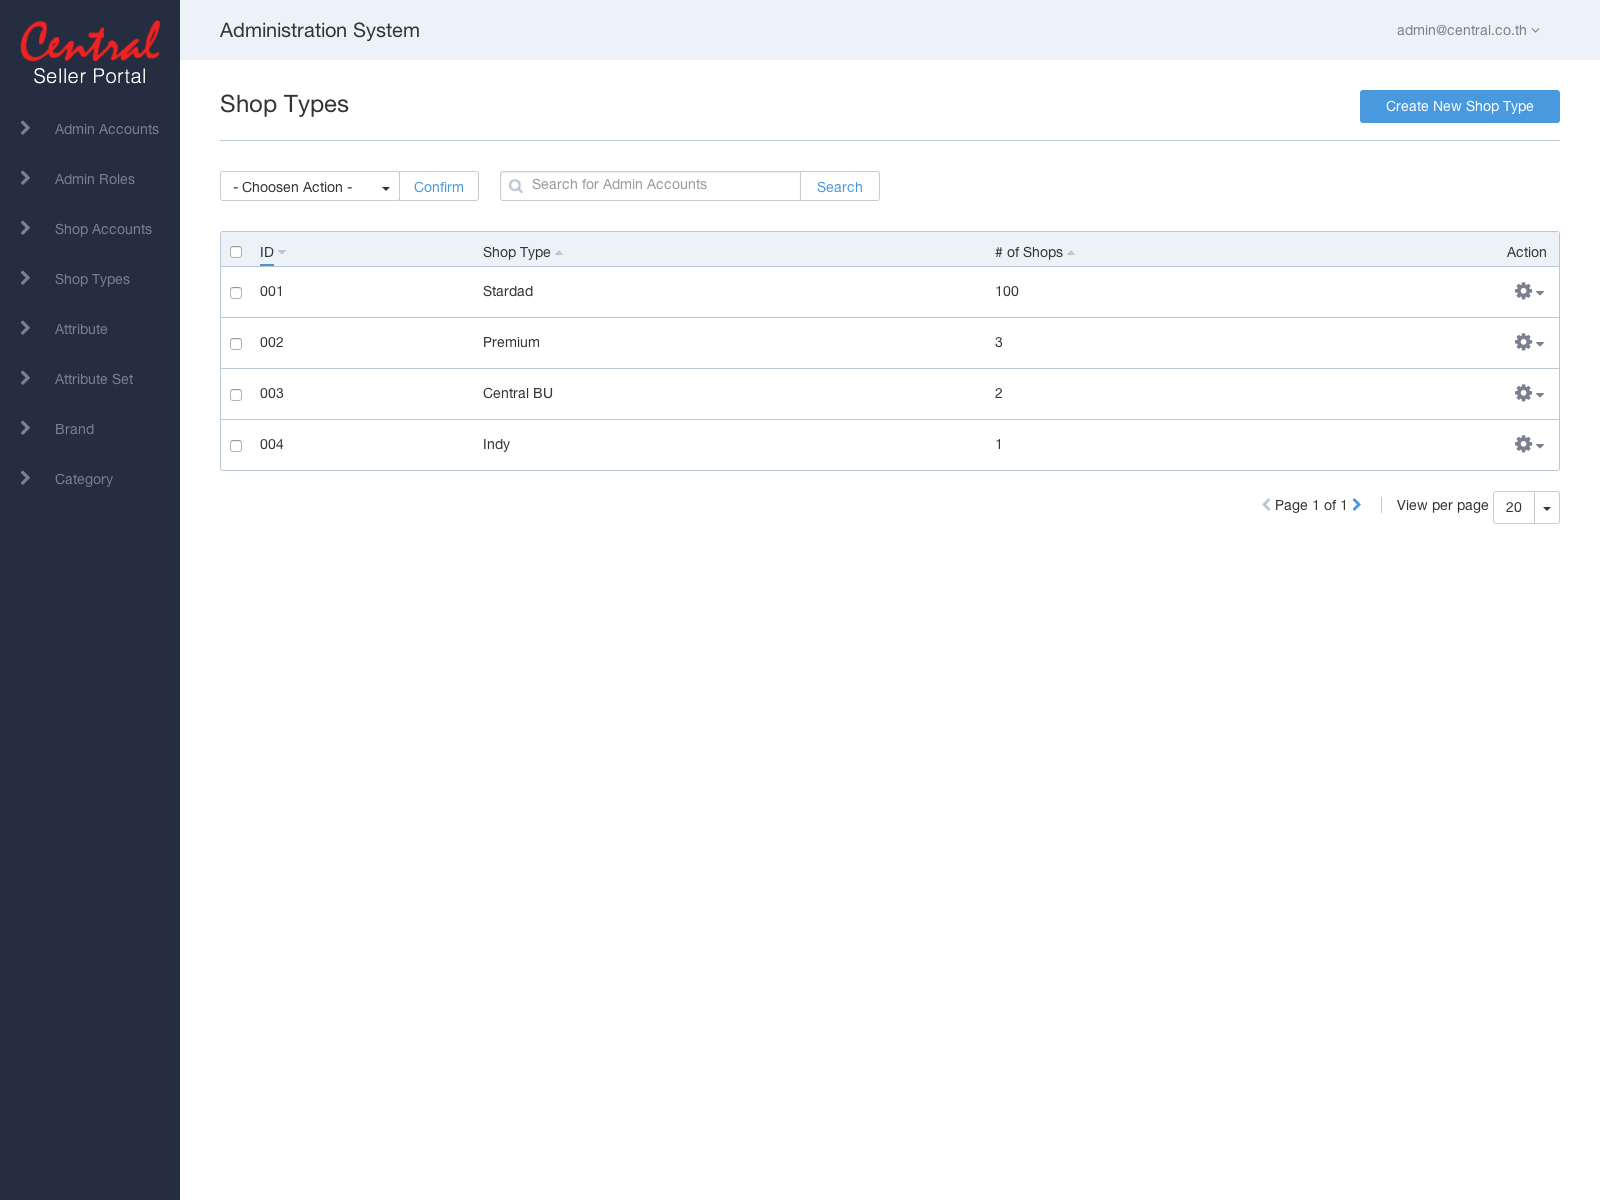 Central
Seller Portal
Admin Accounts
Admin Roles
Shop Accounts
Shop Types
Attribute
Attribute Set
Brand
Category
Administration System
admin@central.co.th
Shop Types
Create New Shop Type
- Choosen Action -
Confirm
Search for Admin Accounts
Search
ID Shop Type # of Shops Action
001 Stardad 100
002 Premium 3
003 Central BU 2
004 Indy 1
Page 1 of 1
View per page 20